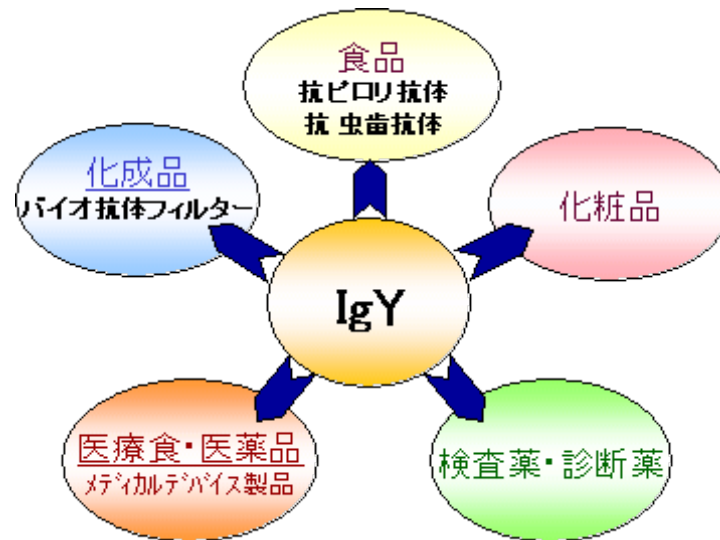 食品
抗ピロリ抗体
抗 虫歯抗体
化成品
バイオ抗体フィルター
化粧品
IgY
医療食・医薬品
メディカルデバイス製品
検査薬・診断薬